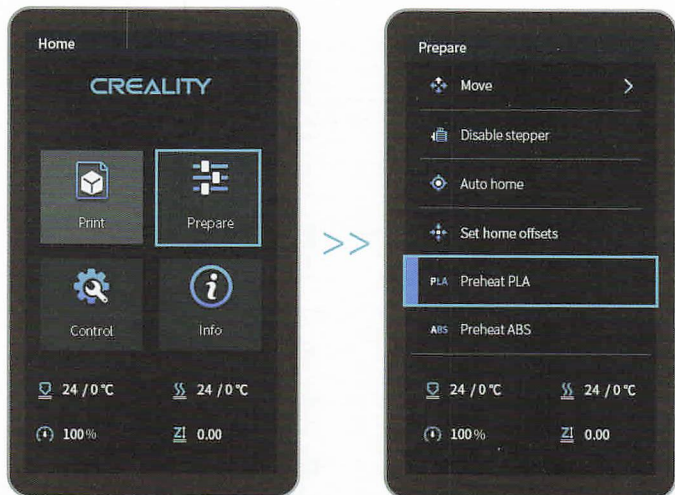 Home
CREALITY
Print
Prepare
Control
Info
24 / 0 ℃
24 / 0 ℃
100%
Z 0.00
>>
Prepare
Move >
Disable stepper
Auto home
Set home offsets
PLA Preheat PLA
ABS Preheat ABS
24 / 0 ℃
24 / 0 ℃
100%
Z 0.00